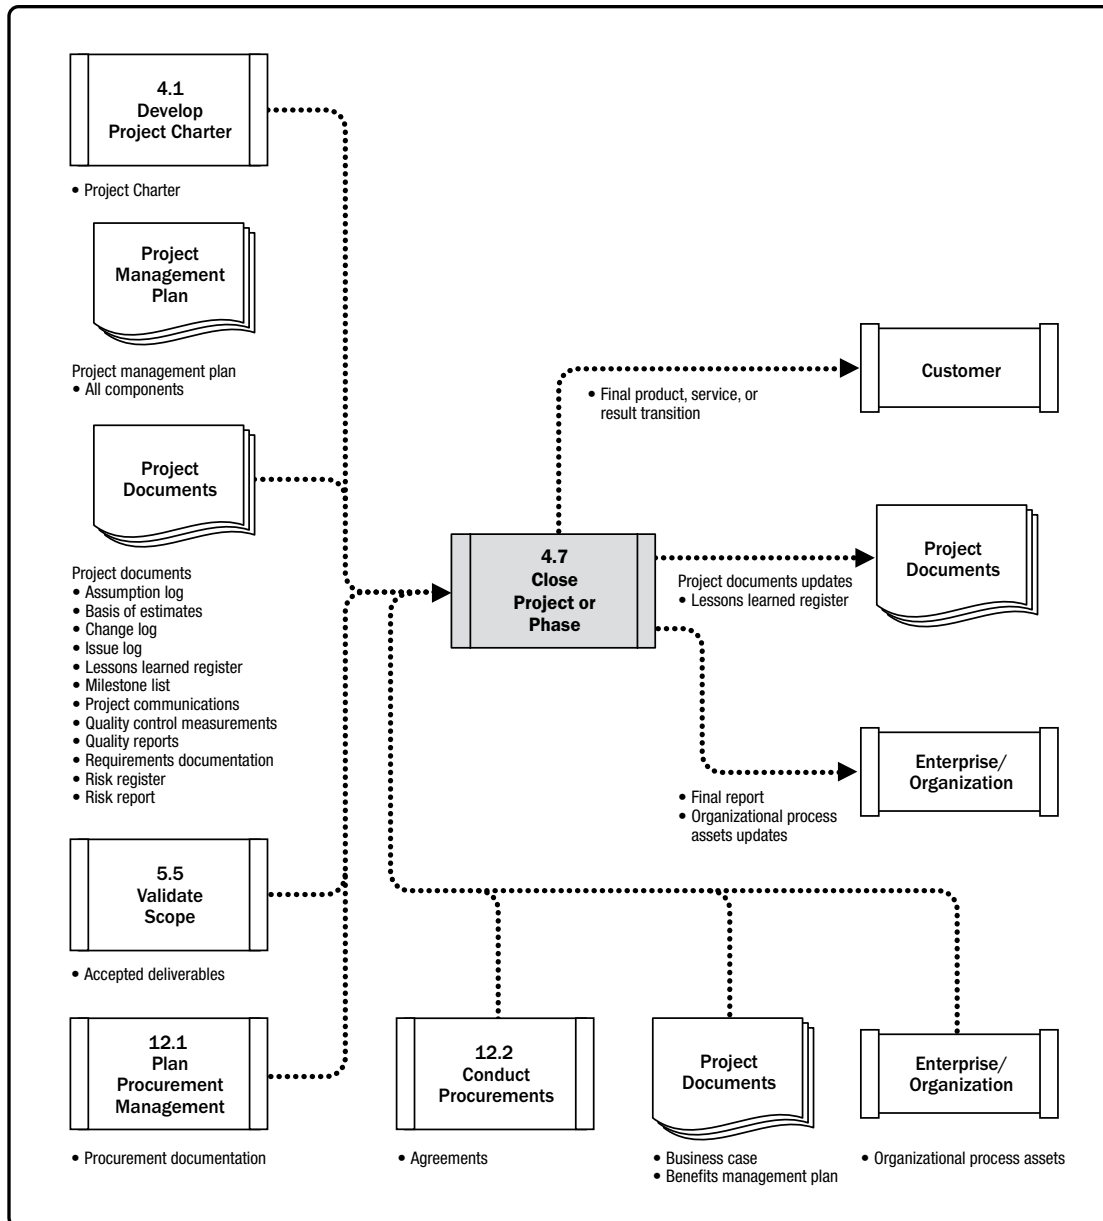 4.1
Develop
Project Charter
• Project Charter
Project
Management
Plan
Project management plan
• All components
Project
Documents
Project documents
• Assumption log
• Basis of estimates
• Change log
• Issue log
• Lessons learned register
• Milestone list
• Project communications
• Quality control measurements
• Quality reports
• Requirements documentation
• Risk register
• Risk report
5.5
Validate
Scope
• Accepted deliverables
12.1
Plan
Procurement
Management
• Procurement documentation
4.7
Close
Project or
Phase
• Final product, service, or
result transition
Customer
Project documents updates
• Lessons learned register
Project
Documents
• Final report
• Organizational process
assets updates
Enterprise/
Organization
12.2
Conduct
Procurements
• Agreements
Project
Documents
• Business case
• Benefits management plan
Enterprise/
Organization
• Organizational process assets